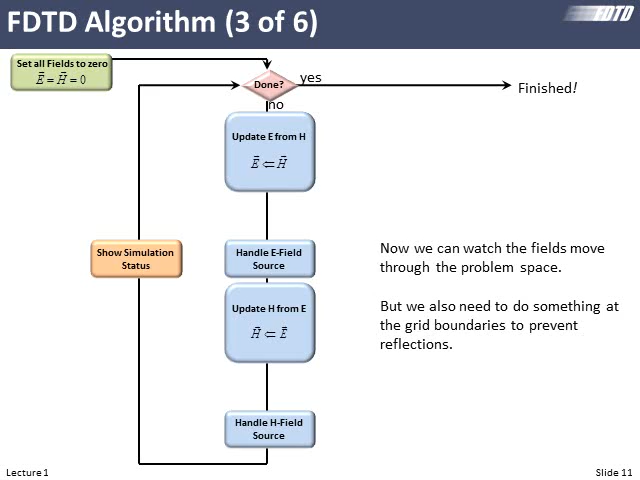 FDTD Algorithm (3 of 6)
FDTD
Set all Fields to zero
E⃗ = H⃗ = 0
Done?
yes
Finished!
no
Update E from H
E⃗ ⇐ H⃗
Show Simulation
Status
Handle E-Field
Source
Now we can watch the fields move
through the problem space.
But we also need to do something at
the grid boundaries to prevent
reflections.
Update H from E
H⃗ ⇐ E⃗
Handle H-Field
Source
Lecture 1
Slide 11